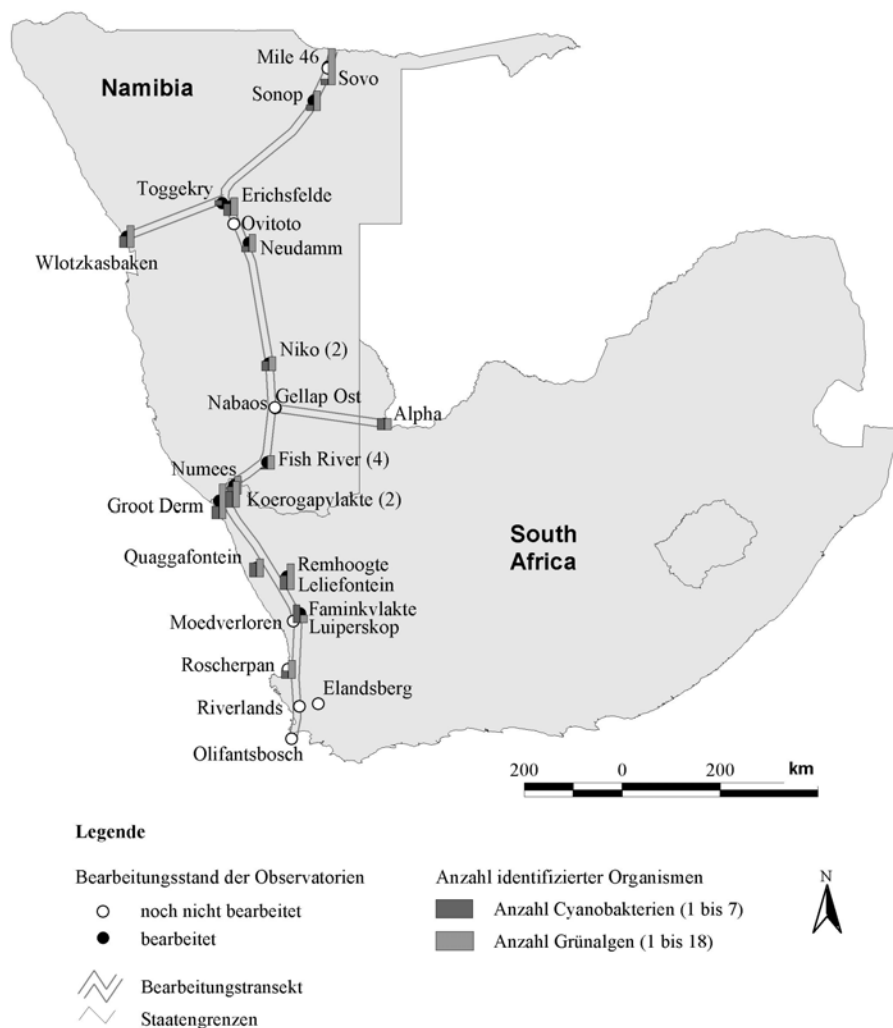 Mile 46
Sovo
Namibia
Sonop
Toggekry
Erichsfelde
Ovitoto
Neudamm
Wlotzkasbaken
Niko (2)
Nabaos
Gellap Ost
Alpha
Fish River (4)
Numees
Koerogapvlakte (2)
Groot Derm
South
Africa
Quaggafontein
Remhoogte
Leliefontein
Faminkvlakte
Moedverloren
Luiperskop
Roscherpan
Elandsberg
Riverlands
Olifantsbosch
200 0 200 km
Legende
Bearbeitungsstand der Observatorien
noch nicht bearbeitet
bearbeitet
Bearbeitungstransekt
Staatengrenzen
Anzahl identifizierter Organismen
Anzahl Cyanobakterien (1 bis 7)
Anzahl Grünalgen (1 bis 18)
N